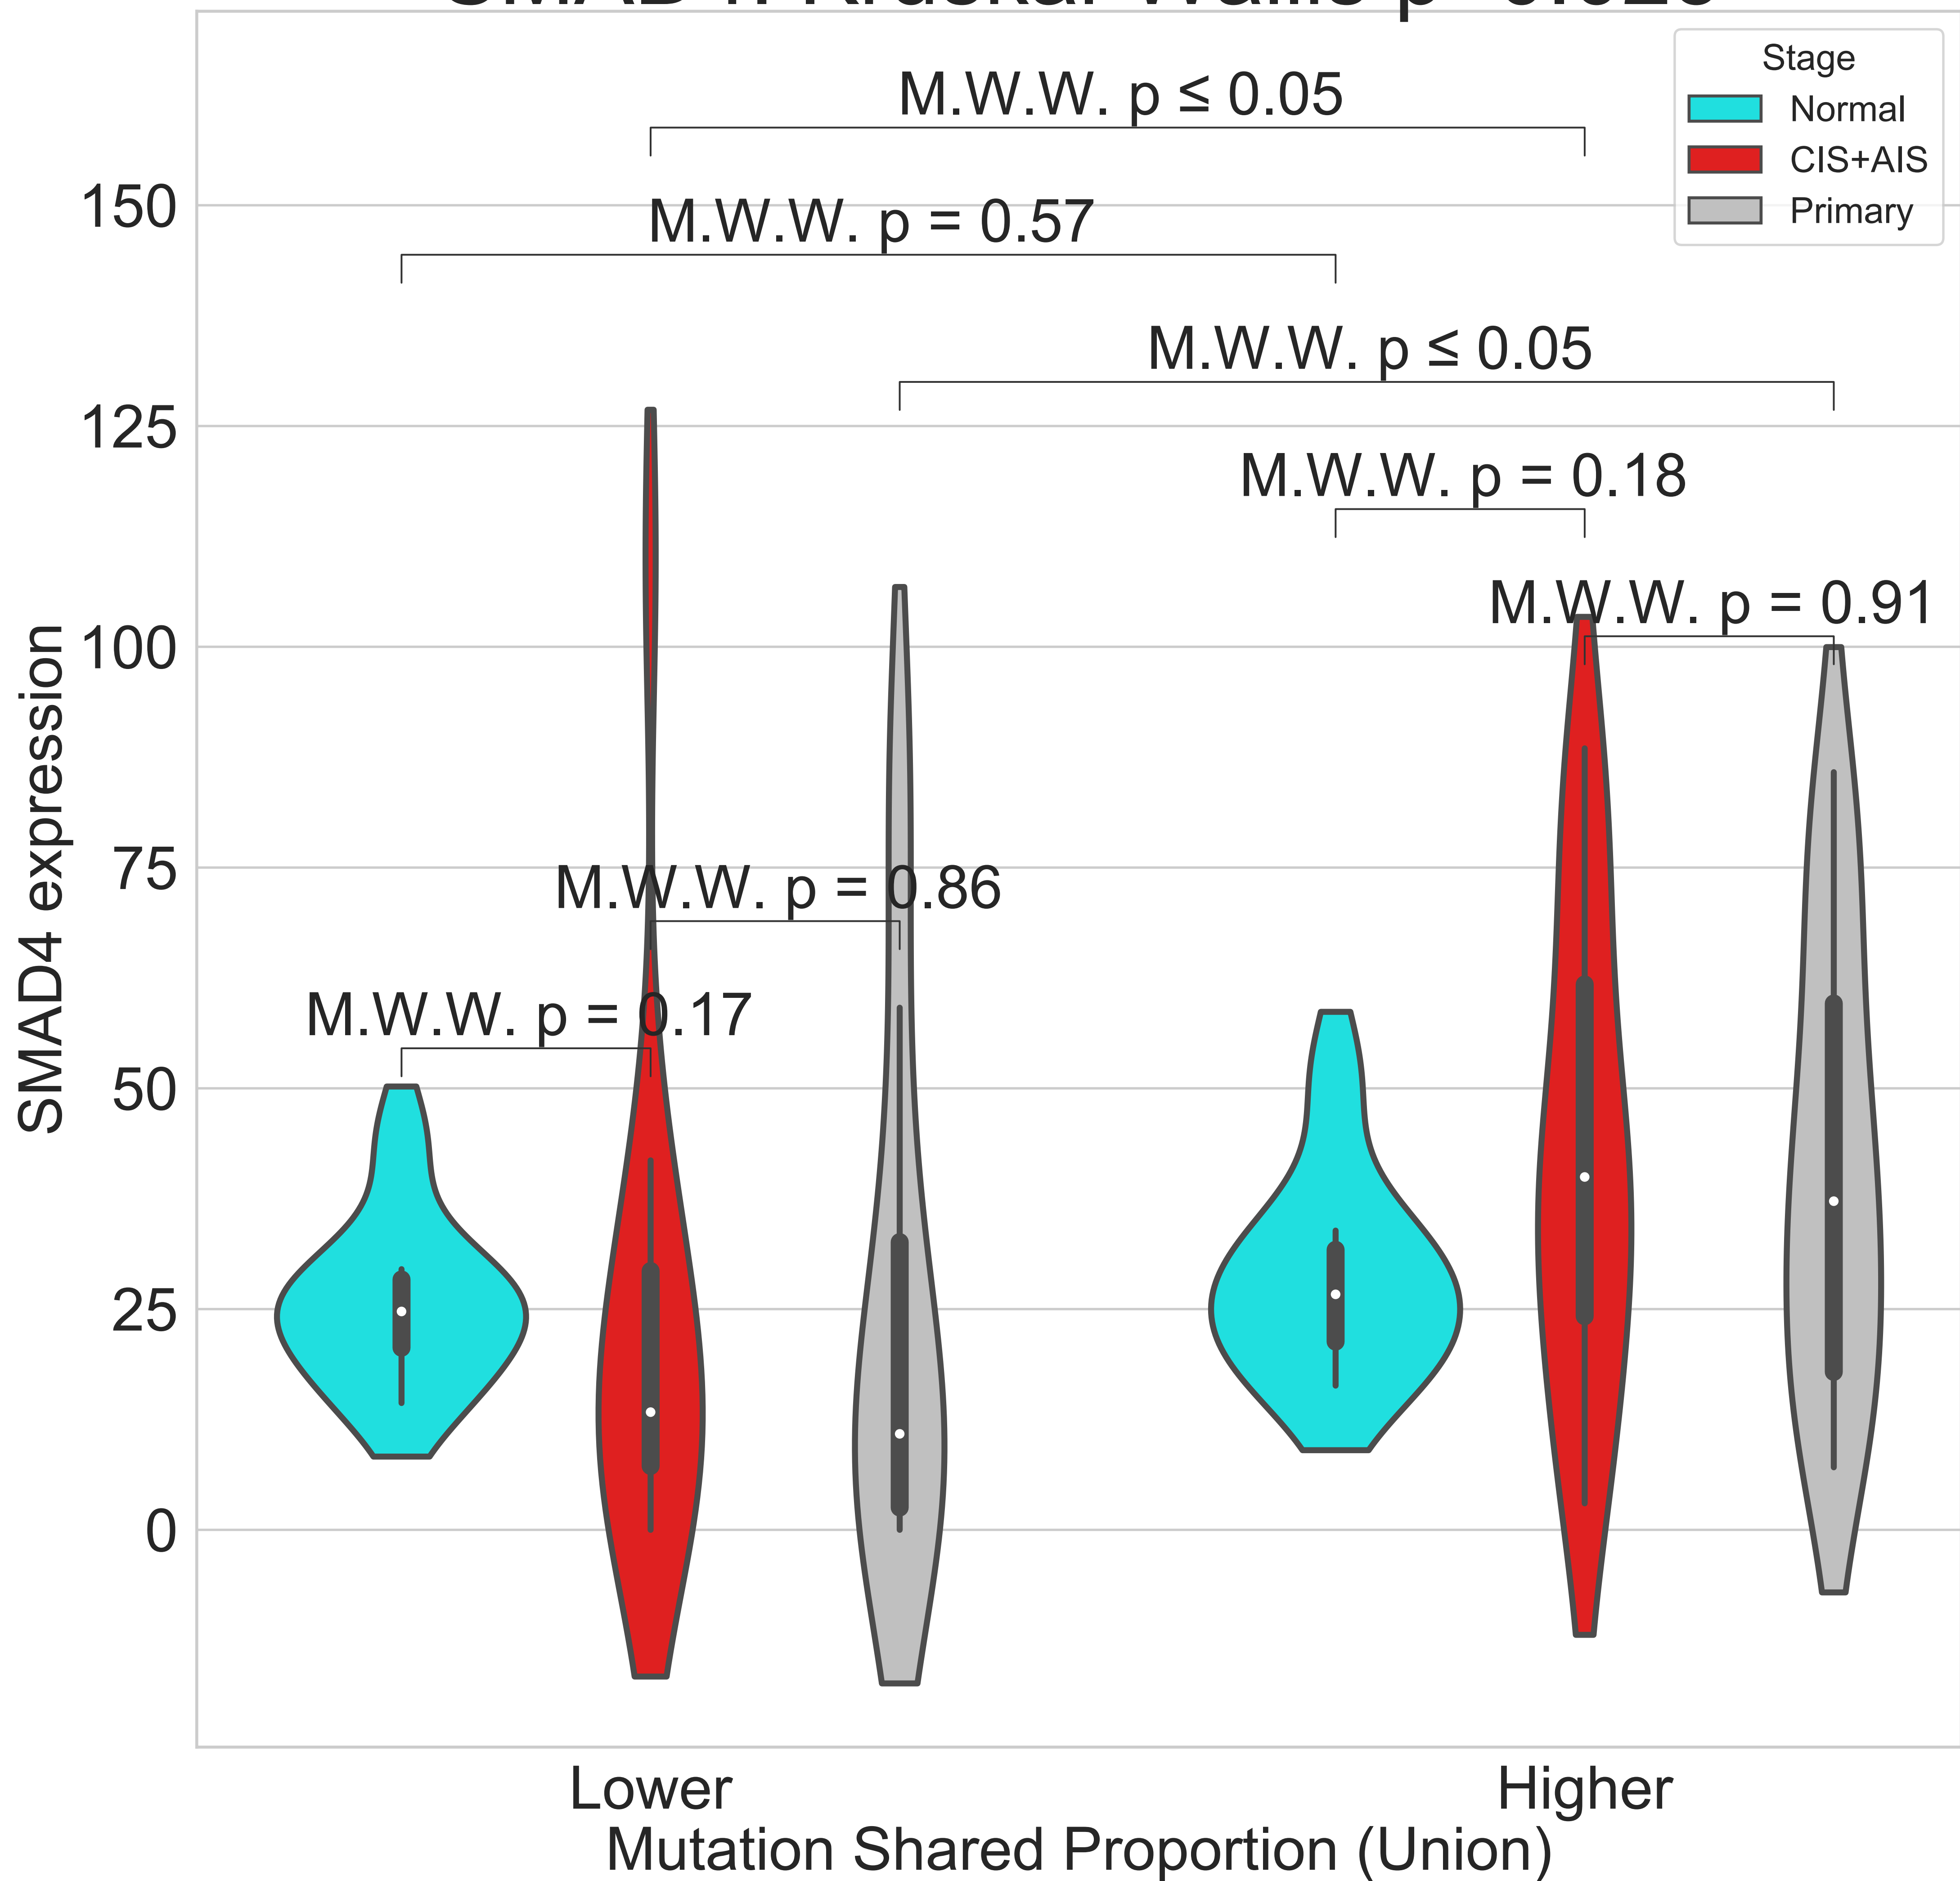 M.W.W. p ≤ 0.05
Stage
Normal
CIS+AIS
Primary
M.W.W. p = 0.57
M.W.W. p ≤ 0.05
M.W.W. p = 0.18
M.W.W. p = 0.91
M.W.W. p = 0.86
M.W.W. p = 0.17
150
125
100
75
50
25
0
SMAD4 expression
Lower
Higher
Mutation Shared Proportion (Union)